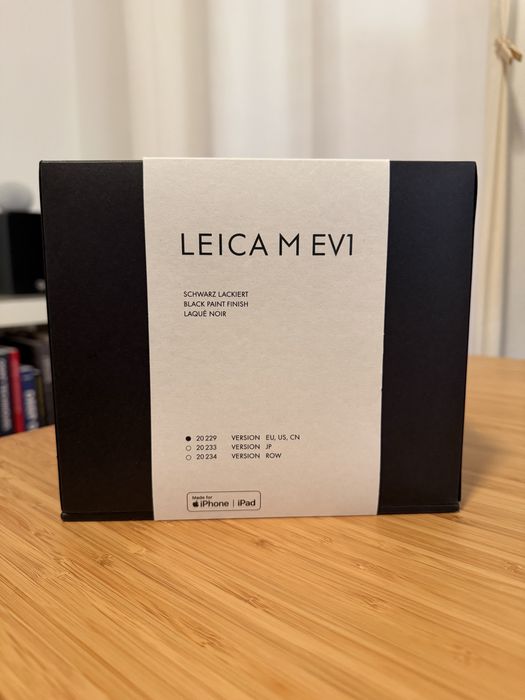 LEICA M EV1
SCHWARZ LACKIERT
BLACK PAINT FINISH
LAQUÉ NOIR
● 20 229 VERSION EU, US, CN
○ 20 233 VERSION JP
○ 20 234 VERSION ROW
Made for
iPhone | iPad